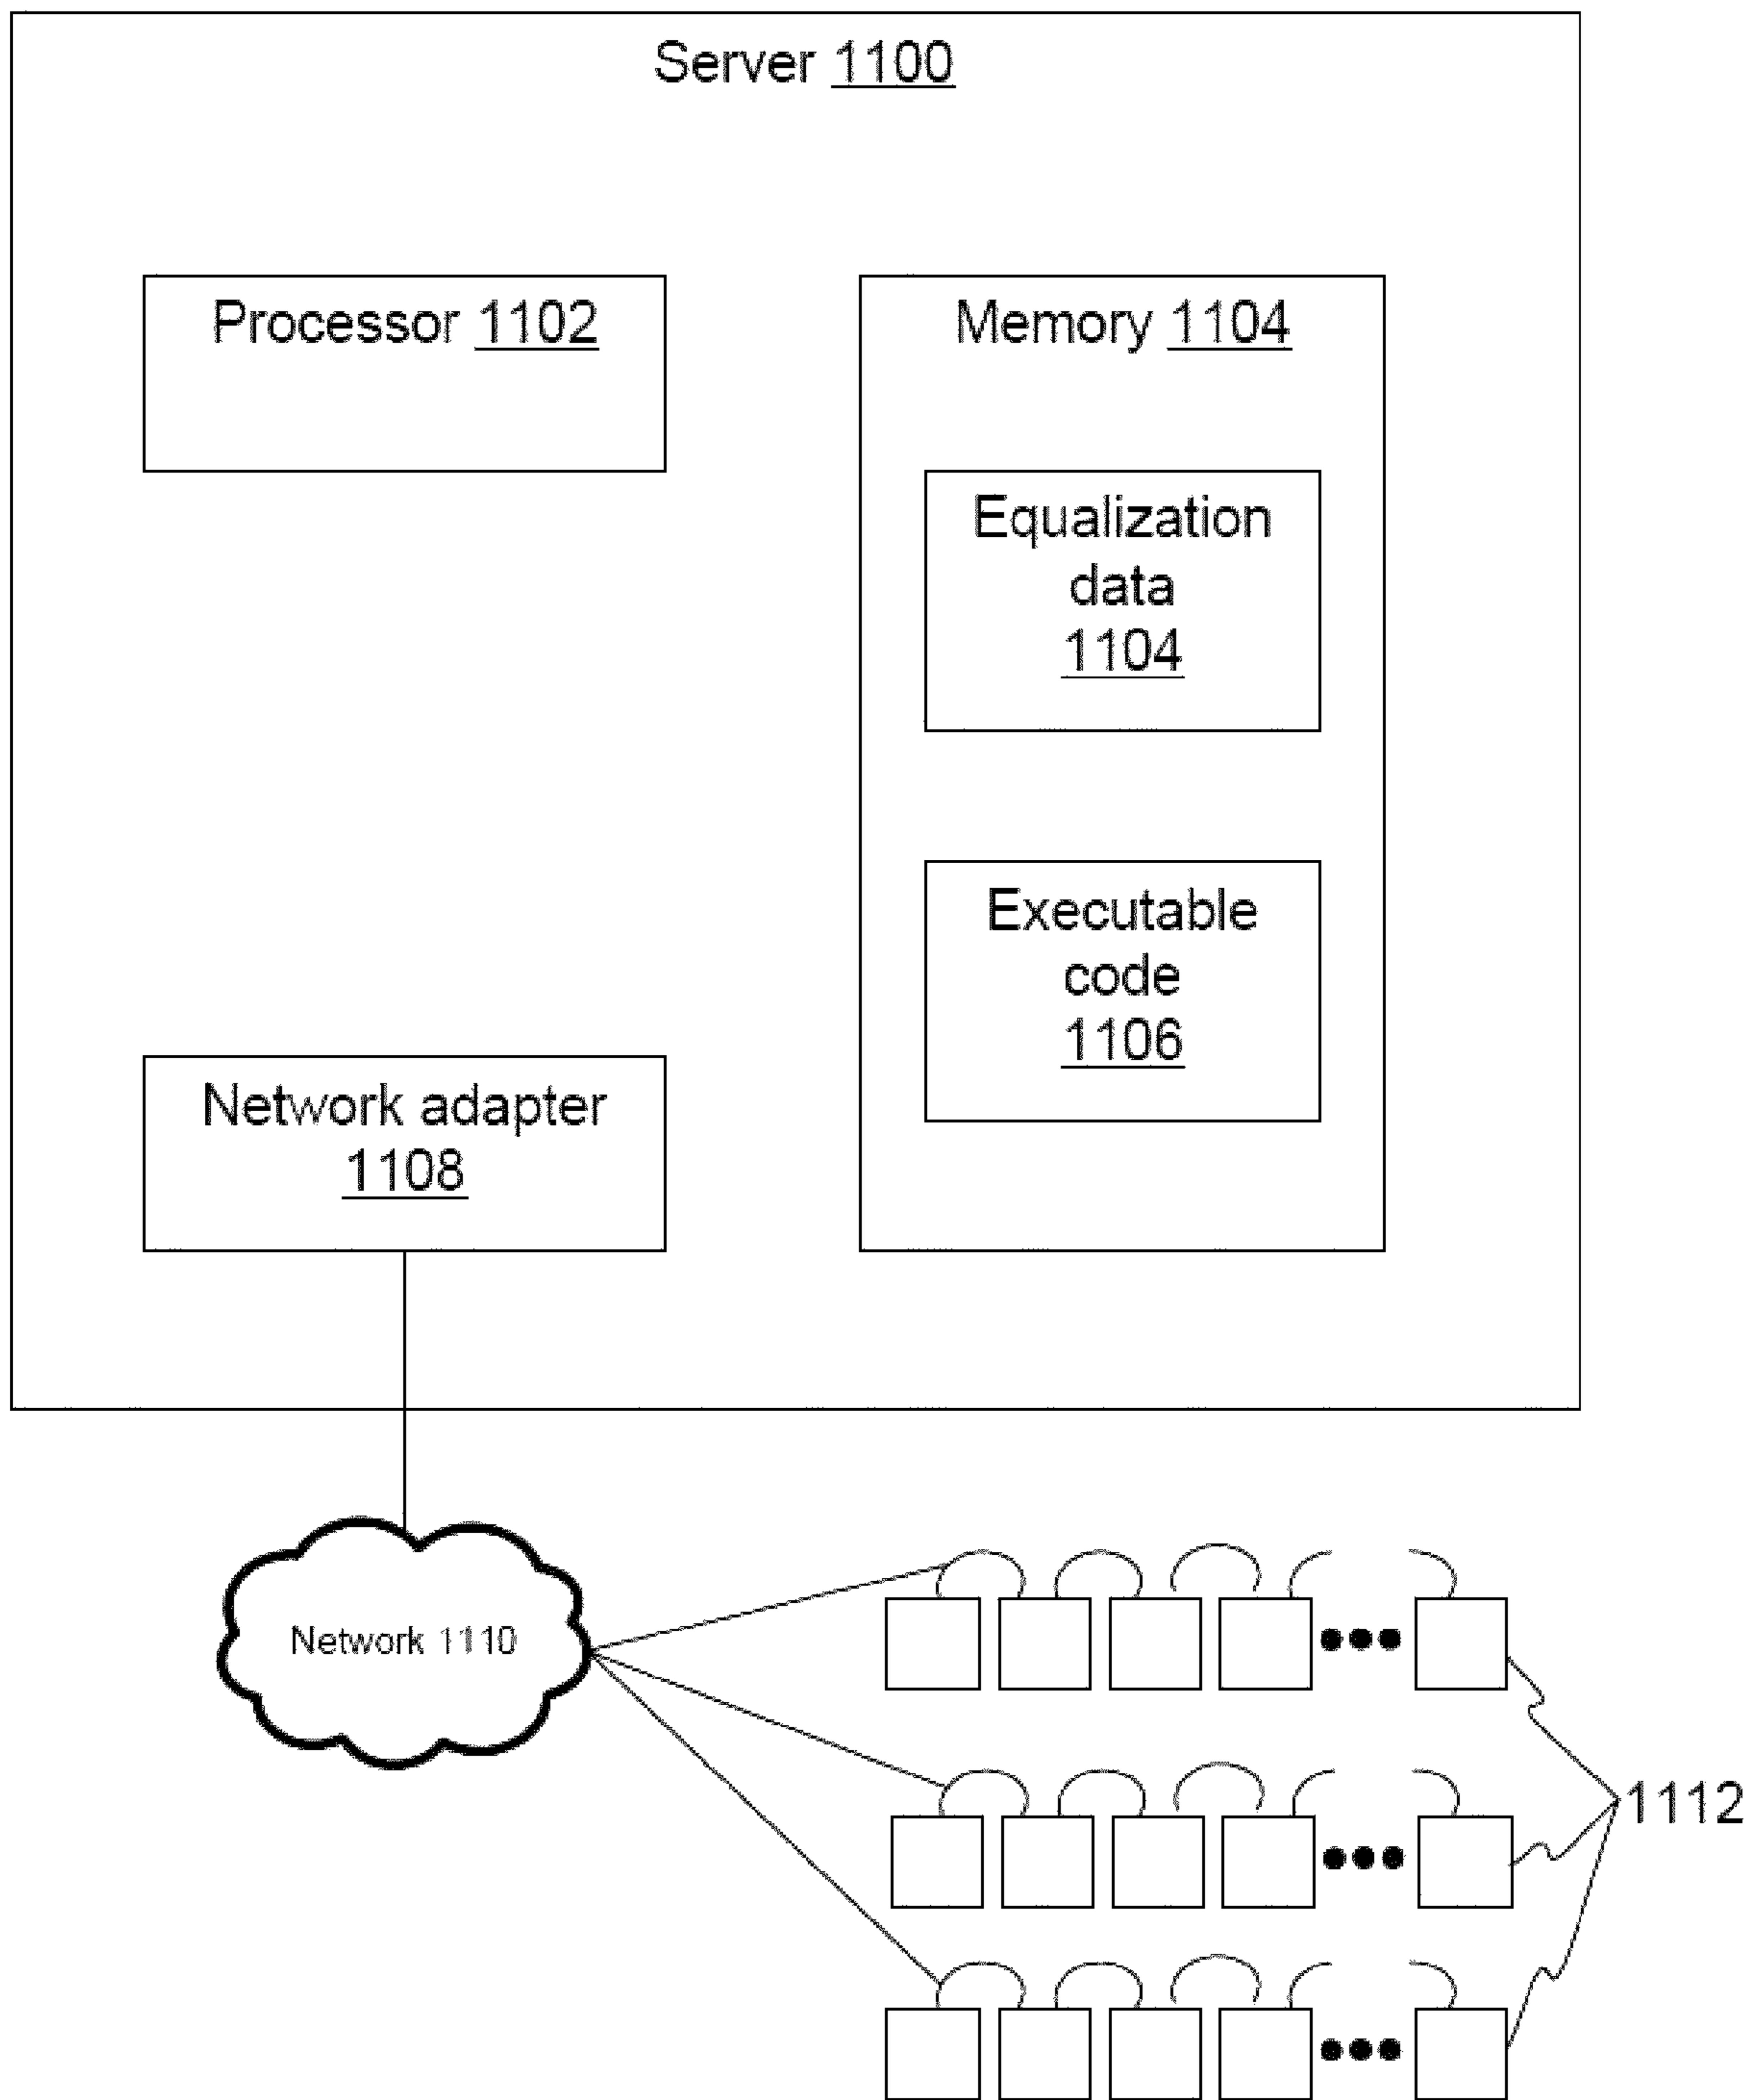 Server 1100
Processor 1102
Memory 1104
Equalization
data
1104
Executable
code
1106
Network adapter
1108
Network 1110
1112